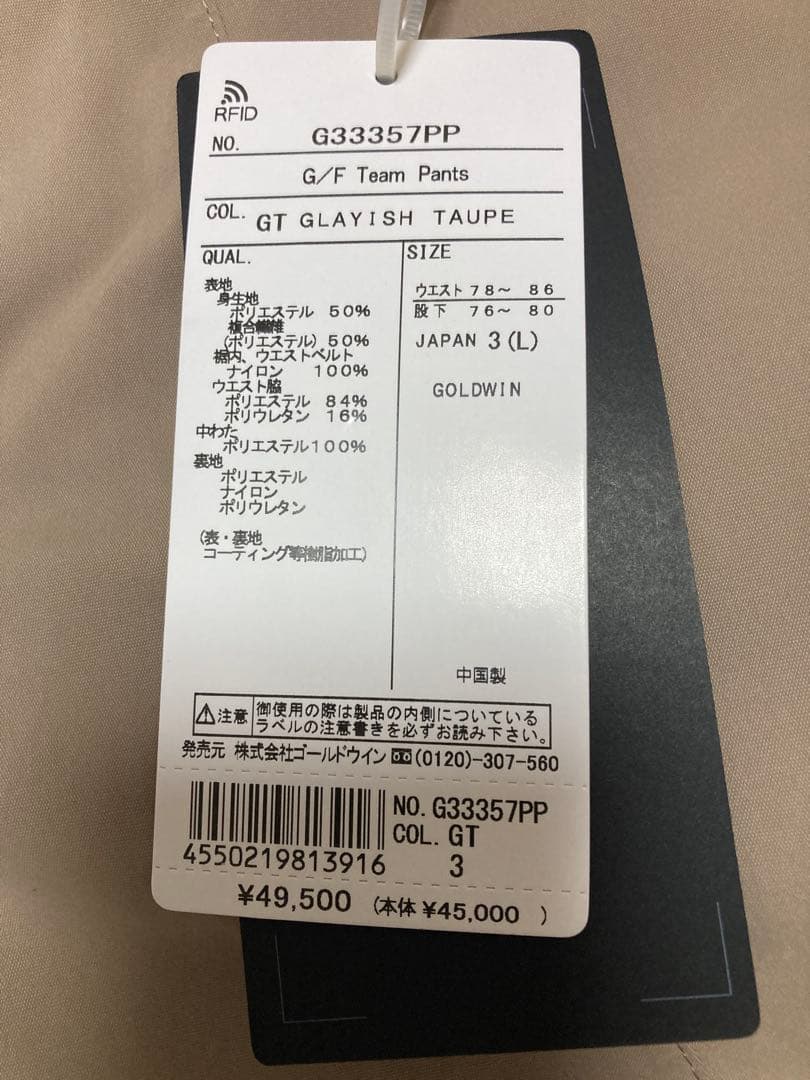 RFID
NO. G33357PP
G/F Team Pants
COL. GT GLAYISH TAUPE
QUAL.
表地
身生地
ポリエステル 50%
複合繊維
(ポリエステル) 50%
裾内、ウエストベルト
ナイロン 100%
ウエスト脇
ポリエステル 84%
ポリウレタン 16%
中わた
ポリエステル100%
裏地
ポリエステル
ナイロン
ポリウレタン
(表・裏地
コーティング等樹脂加工)
SIZE
ウエスト 78~ 86
股下 76~ 80
JAPAN 3(L)
GOLDWIN
中国製
注意 御使用の際は製品の内側についている
ラベルの注意書きを必ずお読み下さい。
発売元 株式会社ゴールドウイン (0120)-307-560
4550219813916
NO. G33357PP
COL. GT
3
¥49,500 (本体 ¥45,000 )